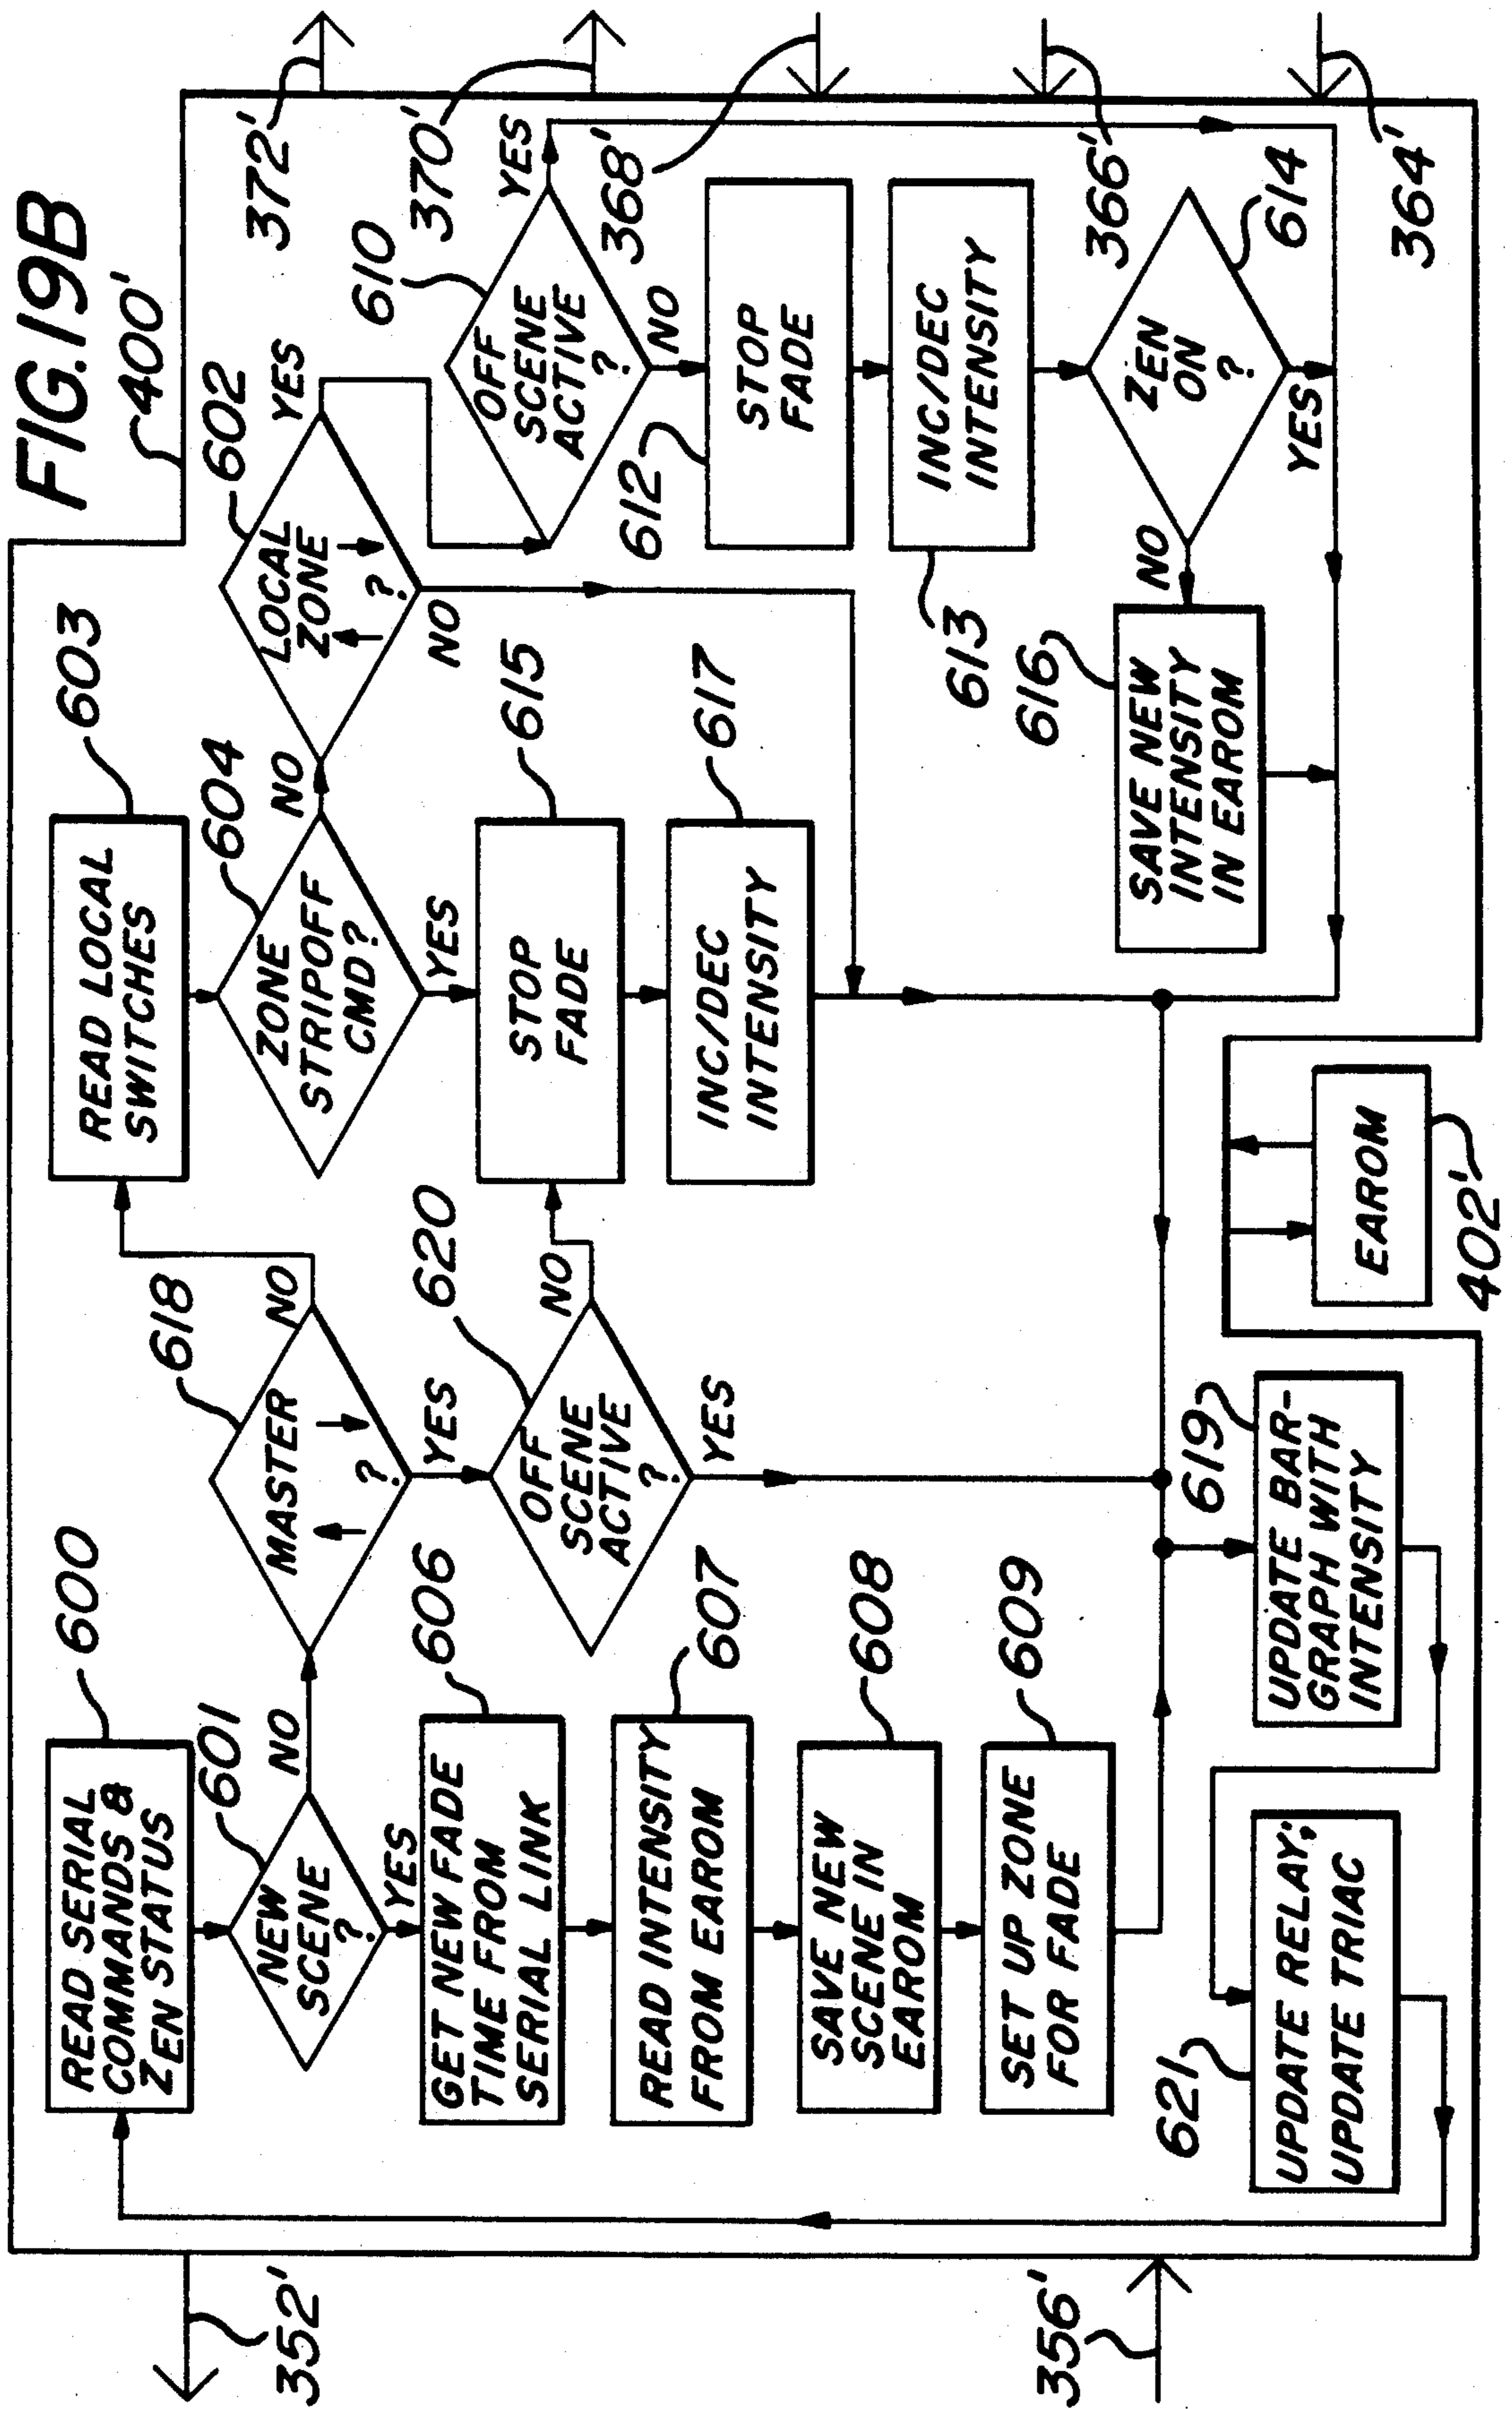 FIG.19B
400'
372'
370'
368'
366'
364'
352'
356'
600
READ SERIAL
COMMANDS &
ZEN STATUS
601
NEW
SCENE
?
NO
YES
606
GET NEW FADE
TIME FROM
SERIAL LINK
607
READ INTENSITY
FROM EAROM
608
SAVE NEW
SCENE IN
EAROM
609
SET UP ZONE
FOR FADE
618
MASTER
↑ ↓
?
NO
YES
620
OFF
SCENE
ACTIVE
?
NO
YES
603
READ LOCAL
SWITCHES
604
ZONE
STRIPOFF
CMD?
NO
YES
615
STOP
FADE
617
INC/DEC
INTENSITY
602
LOCAL
ZONE
↑ ↓
?
YES
NO
610
OFF
SCENE
ACTIVE
?
YES
NO
612
STOP
FADE
613
INC/DEC
INTENSITY
614
ZEN
ON
?
NO
YES
616
SAVE NEW
INTENSITY
IN EAROM
619
UPDATE BAR-
GRAPH WITH
INTENSITY
621
UPDATE RELAY;
UPDATE TRIAC
EAROM
402'